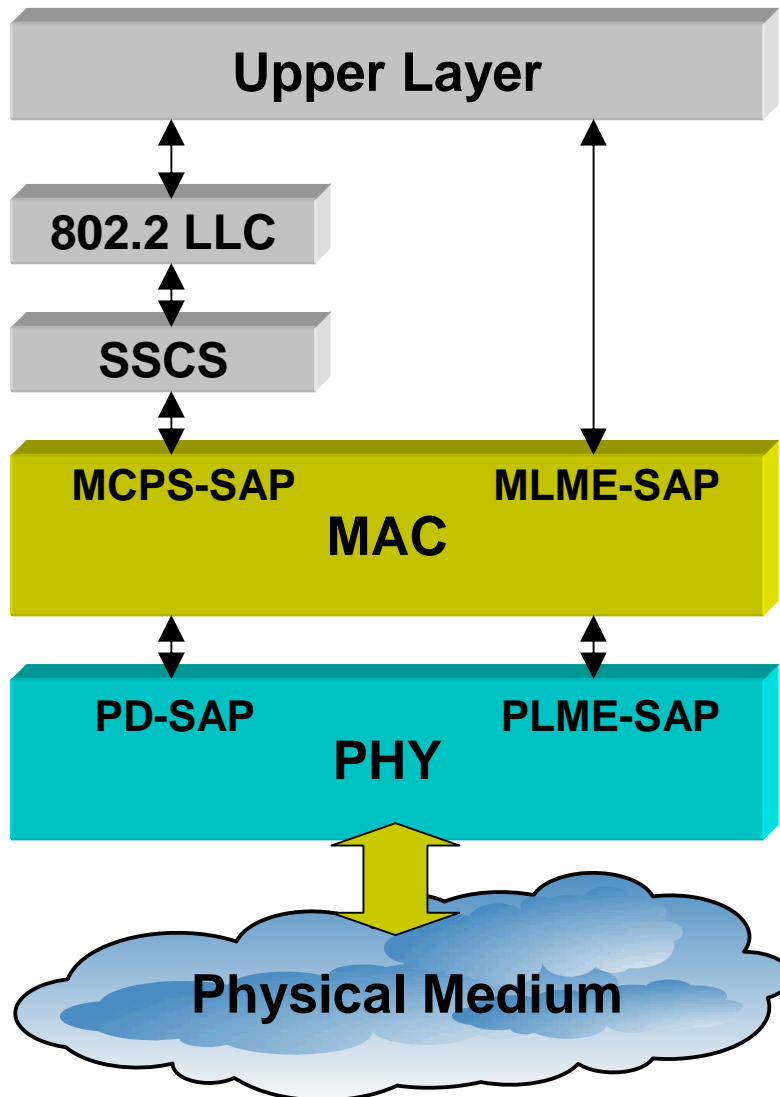 Upper Layer
802.2 LLC
SSCS
MCPS-SAP
MLME-SAP
MAC
PD-SAP
PLME-SAP
PHY
Physical Medium